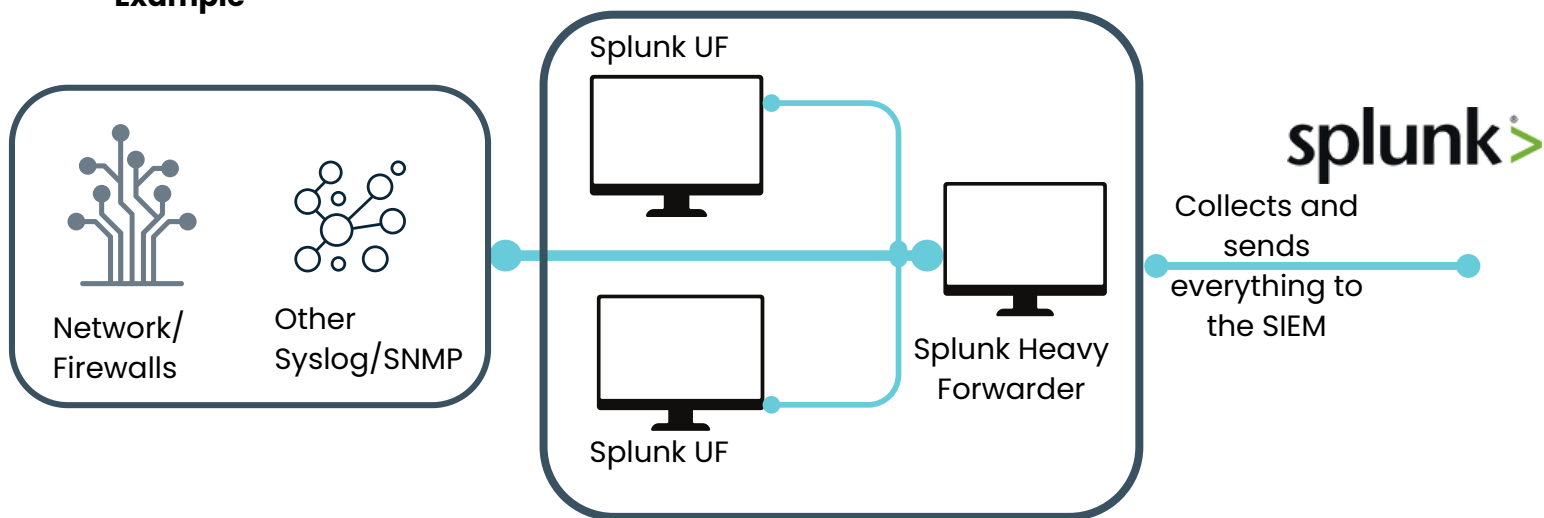 Example
Splunk UF
Network/
Firewalls
Other
Syslog/SNMP
Splunk UF
Splunk Heavy
Forwarder
splunk>
Collects and
sends
everything to
the SIEM